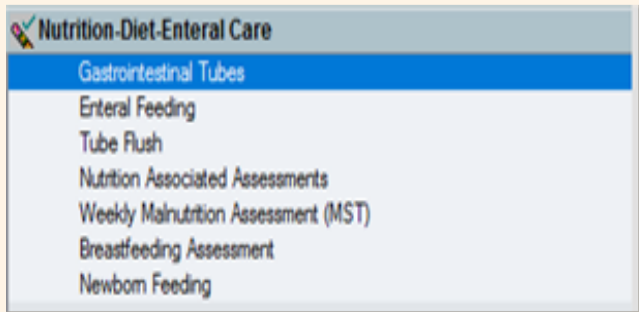 Nutrition-Diet-Enteral Care
Gastrointestinal Tubes
Enteral Feeding
Tube Flush
Nutrition Associated Assessments
Weekly Malnutrition Assessment (MST)
Breastfeeding Assessment
Newborn Feeding